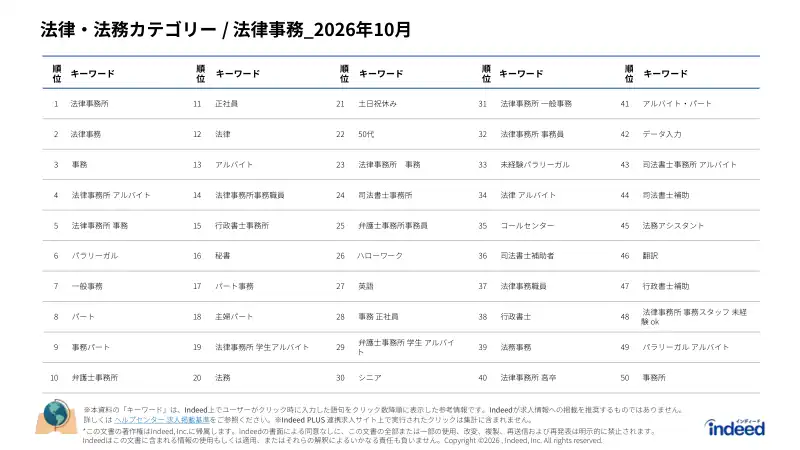 法律・法務カテゴリー / 法律事務_2026年10月
順位 キーワード 順位 キーワード 順位 キーワード 順位 キーワード 順位 キーワード
1 法律事務所 11 正社員 21 土日祝休み 31 法律事務所 一般事務 41 アルバイト・パート
2 法律事務 12 法律 22 50代 32 法律事務所 事務員 42 データ入力
3 事務 13 アルバイト 23 法律事務所　事務 33 未経験パラリーガル 43 司法書士事務所 アルバイト
4 法律事務所 アルバイト 14 法律事務所事務職員 24 司法書士事務所 34 法律 アルバイト 44 司法書士補助
5 法律事務所 事務 15 行政書士事務所 25 弁護士事務所事務員 35 コールセンター 45 法務アシスタント
6 パラリーガル 16 秘書 26 ハローワーク 36 司法書士補助者 46 翻訳
7 一般事務 17 パート事務 27 英語 37 法律事務職員 47 行政書士補助
8 パート 18 主婦パート 28 事務 正社員 38 行政書士 48 法律事務所 事務スタッフ 未経験 ok
9 事務パート 19 法律事務所 学生アルバイト 29 弁護士事務所 学生 アルバイト 39 法務事務 49 パラリーガル アルバイト
10 弁護士事務所 20 法務 30 シニア 40 法律事務所 高卒 50 事務所
※本資料の「キーワード」は、Indeed上でユーザーがクリック時に入力した語句をクリック数降順に表示した参考情報です。Indeedが求人情報への掲載を推奨するものではありません。
詳しくは ヘルプセンター 求人掲載基準をご参照ください。※Indeed PLUS 連携求人サイト上で実行されたクリックは集計に含まれません。
*この文書の著作権はIndeed, Inc.に帰属します。Indeedの書面による同意なしに、この文書の全部または一部の使用、改変、複製、再送信および再発表は明示的に禁止されます。
Indeedはこの文書に含まれる情報の使用もしくは適用、またはそれらの解釈によるいかなる責任も負いません。Copyright ©2026 , Indeed, Inc. All rights reserved.
インディード
indeed